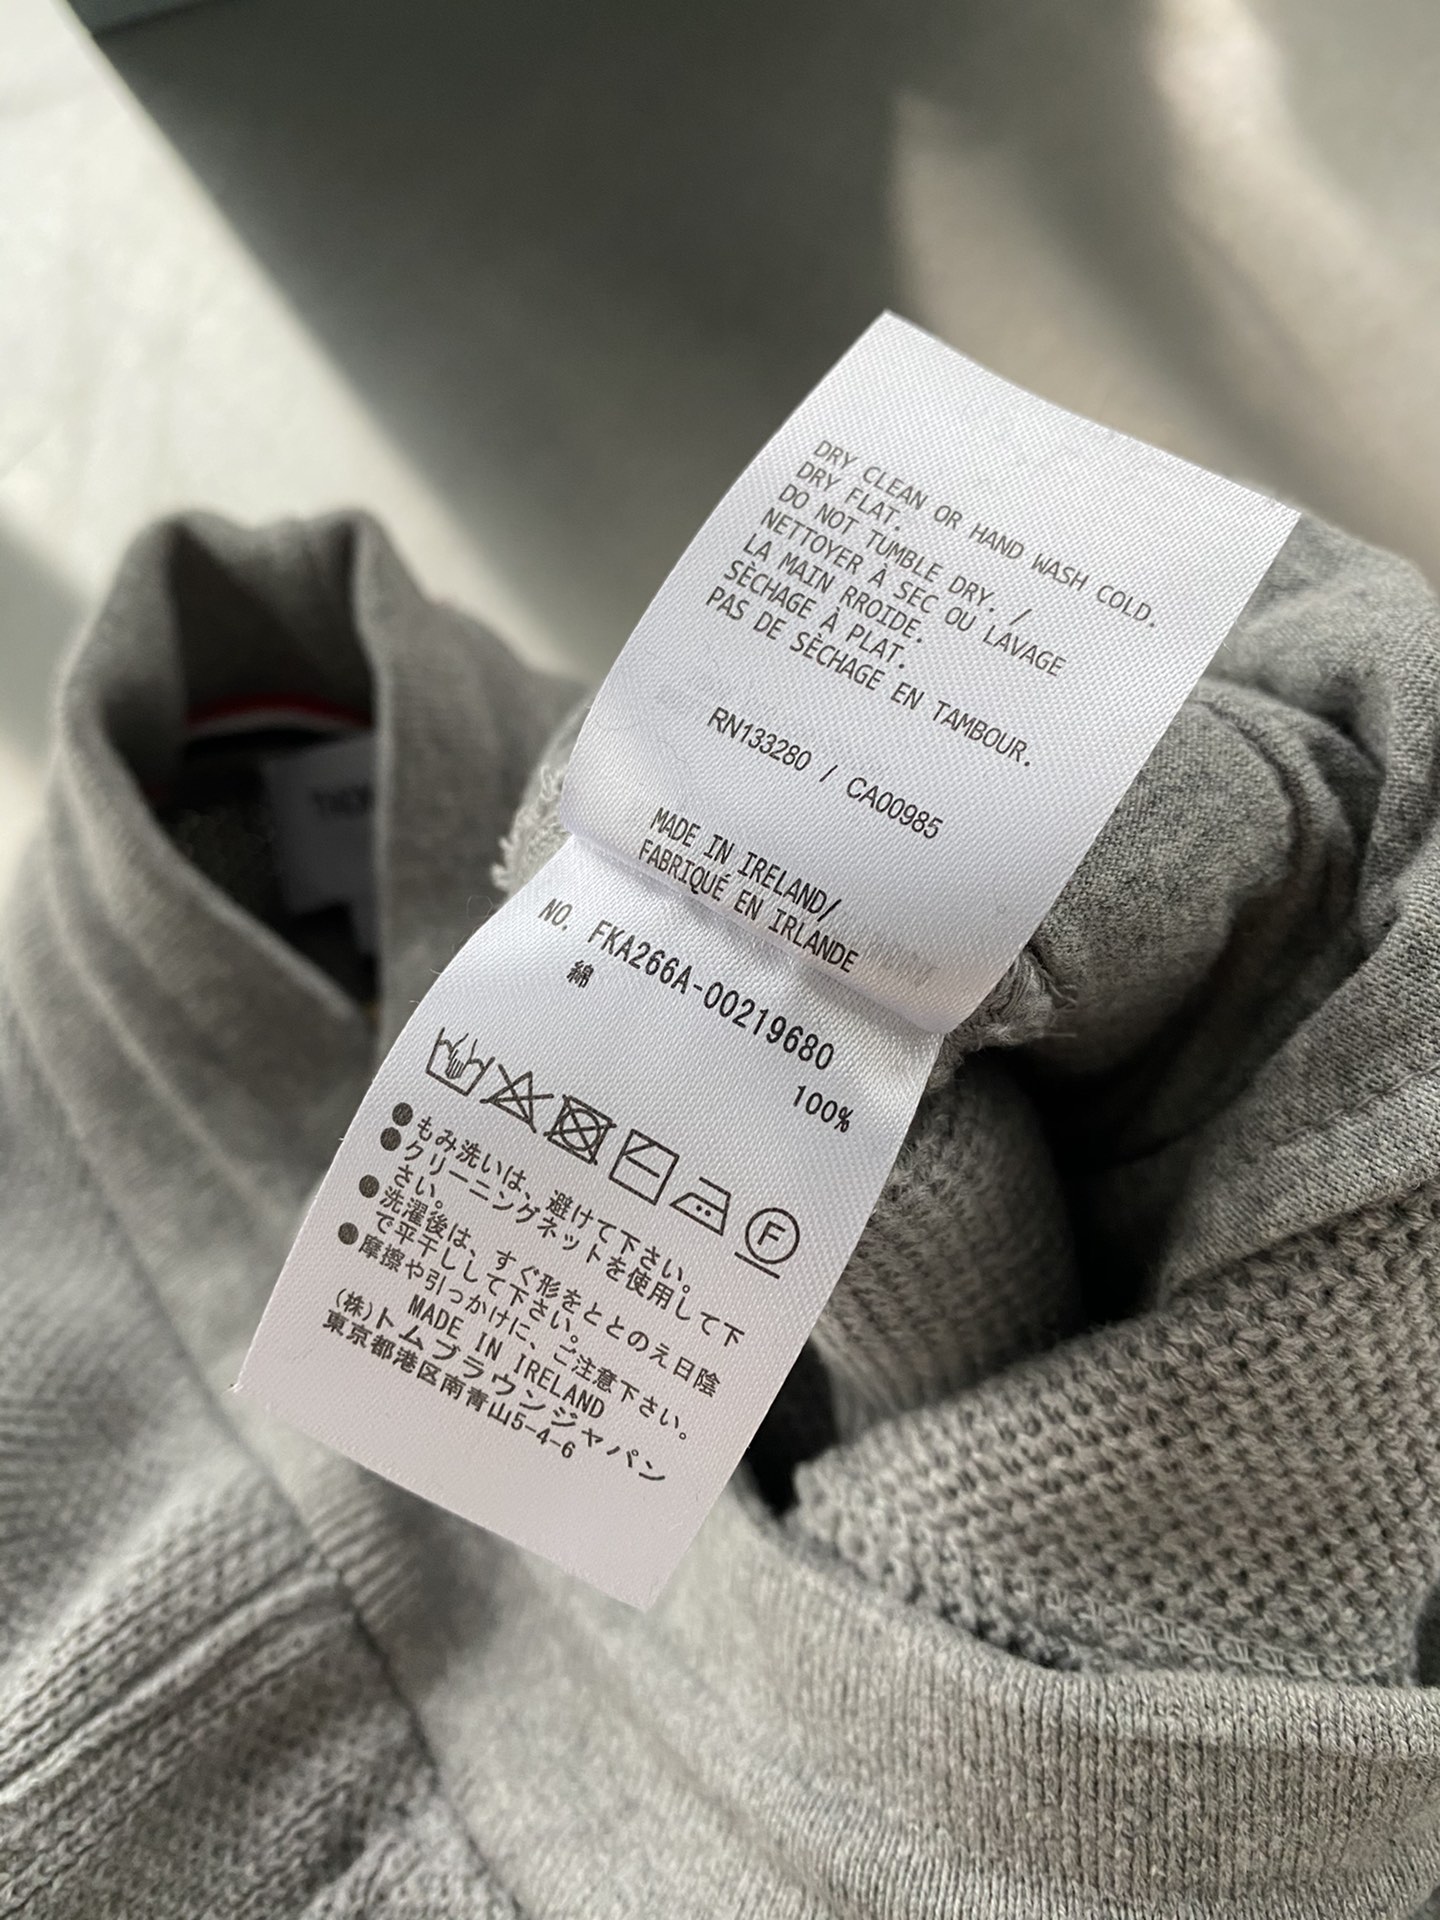 DRY CLEAN OR HAND WASH COLD.
DRY FLAT.
DO NOT TUMBLE DRY. /
NETTOYER À SEC OU LAVAGE
LA MAIN RROIDE.
SÈCHAGE À PLAT.
PAS DE SÈCHAGE EN TAMBOUR.
RN133280 / CA00985
MADE IN IRELAND/
FABRIQUÉ EN IRLANDE
NO. FKA266A-00219680
綿 100%
F
●もみ洗いは、避けて下さい。
●クリーニングネットを使用して下
さい。
●洗濯後は、すぐ形をととのえ日陰
で平干しして下さい。
●摩擦や引っかけに、ご注意下さい。
MADE IN IRELAND
(株)トムブラウンジャパン
東京都港区南青山5-4-6